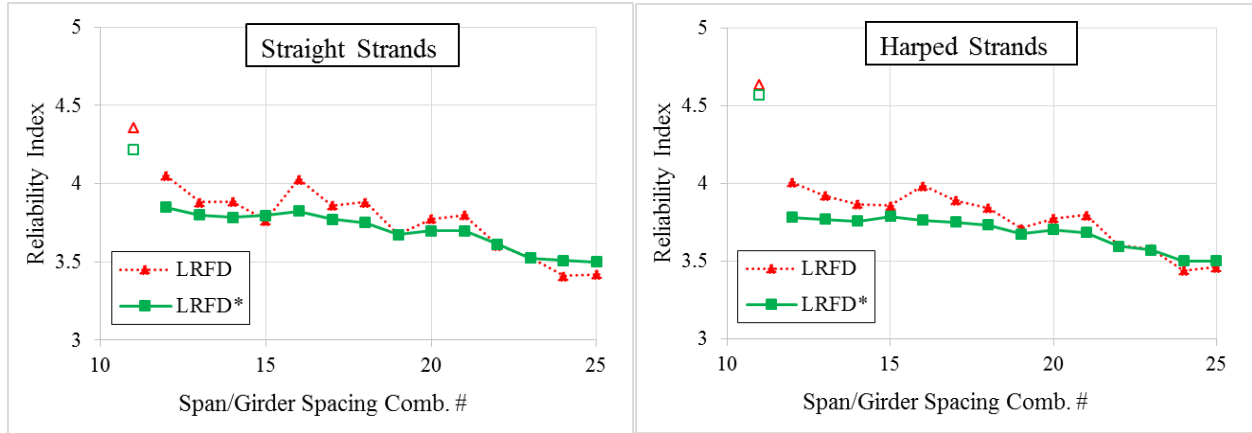 Straight Strands
5
4.5
4
3.5
3
Reliability Index
LRFD
LRFD*
10
15
20
25
Span/Girder Spacing Comb. #
Harped Strands
5
4.5
4
3.5
3
Reliability Index
LRFD
LRFD*
10
15
20
25
Span/Girder Spacing Comb. #